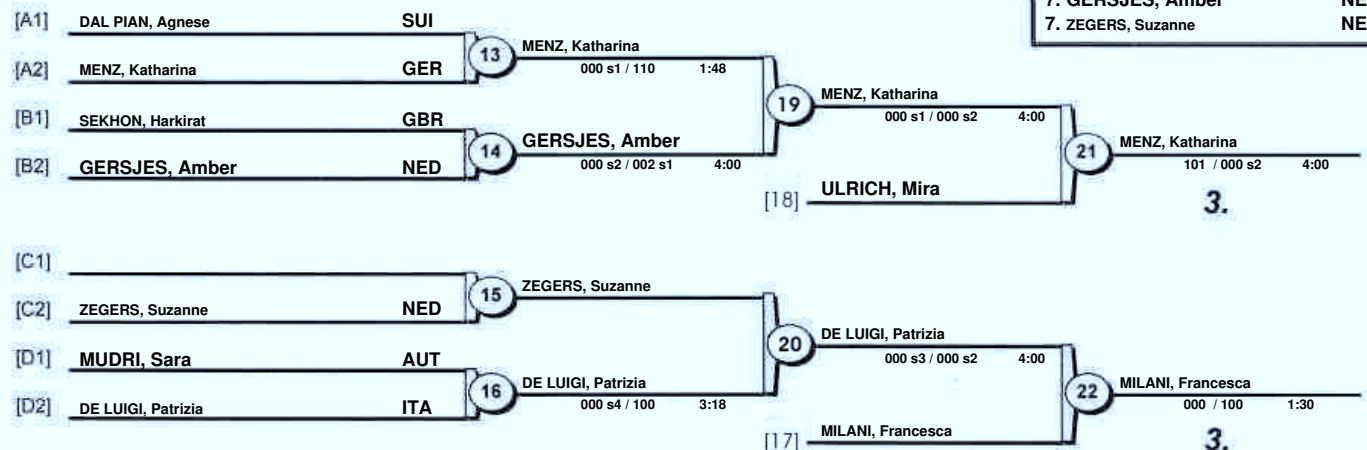 7. GERSJES, Amber NE
7. ZEGERS, Suzanne NE
[A1] DAL PIAN, Agnese SUI
[A2] MENZ, Katharina GER
13 MENZ, Katharina
000 s1 / 110 1:48
[B1] SEKHON, Harkirat GBR
[B2] GERSJES, Amber NED
14 GERSJES, Amber
000 s2 / 002 s1 4:00
19 MENZ, Katharina
000 s1 / 000 s2 4:00
[18] ULRICH, Mira
21 MENZ, Katharina
101 / 000 s2 4:00
3.
[C1]
[C2] ZEGERS, Suzanne NED
15 ZEGERS, Suzanne
[D1] MUDRI, Sara AUT
[D2] DE LUIGI, Patrizia ITA
16 DE LUIGI, Patrizia
000 s4 / 100 3:18
20 DE LUIGI, Patrizia
000 s3 / 000 s2 4:00
[17] MILANI, Francesca
22 MILANI, Francesca
000 / 100 1:30
3.